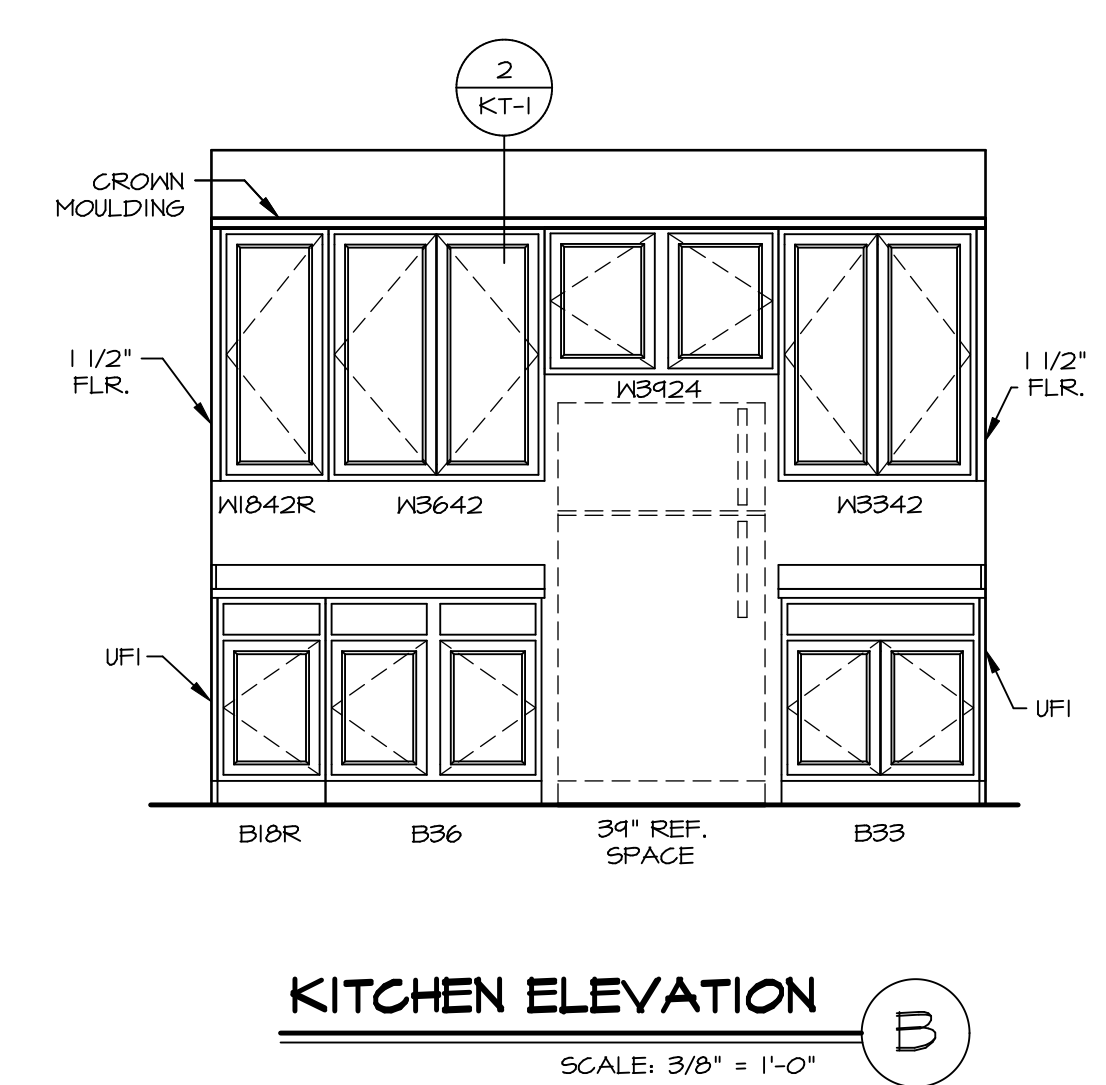 2
KT-1
CROWN
MOULDING
1 1/2"
FLR.
1 1/2"
FLR.
W3924
W1842R
W3642
W3342
UF1
UF1
B18R
B36
39" REF.
SPACE
B33
KITCHEN ELEVATION
B
SCALE: 3/8" = 1'-0"